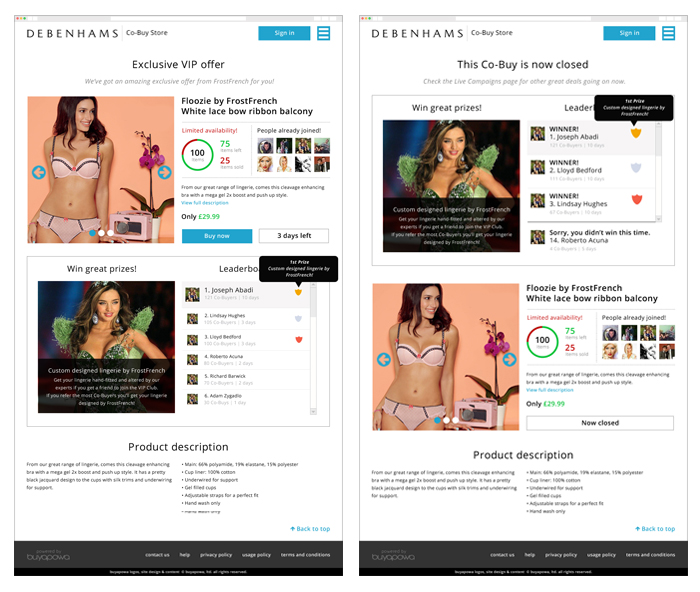 DEBENHAMS Co-Buy Store Sign in
Exclusive VIP offer
We've got an amazing exclusive offer from FrostFrench for you!
Floozie by FrostFrench
White lace bow ribbon balcony
Limited availability!
100
items
75
items left
25
items sold
People already joined!
From our great range of lingerie, comes this cleavage enhancing
bra with a mega gel 2x boost and push up style.
View full description
Only £29.99
Buy now
3 days left
Win great prizes!
Custom designed lingerie by FrostFrench
Get your lingerie hand-fitted and altered by our
experts if you get a friend to join the VIP Club.
If you refer the most Co-Buyers you'll get your lingerie
designed by FrostFrench!
Leaderbo
1st Prize
Custom designed lingerie by
FrostFrench!
1. Joseph Abadi
121 Co-Buyers | 10 days
2. Lindsay Hughes
100 Co-Buyers | 5 days
3. Lloyd Bedford
100 Co-Buyers | 3 days
4. Roberto Acuna
80 Co-Buyers | 2 days
5. Richard Barwick
70 Co-Buyers | 2 days
6. Adam Zygadlo
20 Co-Buys | 1 day
Product description
From our great range of lingerie, comes this cleavage enhancing
bra with a mega gel 2x boost and push up style. It has a pretty
black jacquard design to the cups with silk trims and underwiring
for support.
• Main: 66% polyamide, 19% elastane, 15% polyester
• Cup liner: 100% cotton
• Underwired for support
• Gel filled cups
• Adjustable straps for a perfect fit
• Hand wash only
• Hand wash only
Back to top
powered by
buyapowa
contact us help privacy policy usage policy terms and conditions
buyapowa logos, site design & content © buyapowa, ltd. all rights reserved.
DEBENHAMS Co-Buy Store Sign in
This Co-Buy is now closed
Check the Live Campaigns page for other great deals going on now.
Win great prizes!
Custom designed lingerie by FrostFrench
Get your lingerie hand-fitted and altered by our
experts if you get a friend to join the VIP Club.
If you refer the most Co-Buyers you'll get your lingerie
designed by FrostFrench!
Leader
1st Prize
Custom designed lingerie by
FrostFrench!
WINNER!
1. Joseph Abadi
121 Co-Buyers | 10 days
WINNER!
2. Lloyd Bedford
111 Co-Buyers | 10 days
WINNER!
3. Lindsay Hughes
97 Co-Buyers | 10 days
Sorry, you didn't win this time.
14. Roberto Acuna
4 Co-Buyers | 5 days
Floozie by FrostFrench
White lace bow ribbon balcony
Limited availability!
100
items
75
items left
25
items sold
People already joined!
From our great range of lingerie, comes this cleavage enhancing
bra with a mega gel 2x boost and push up style.
View full description
Only £29.99
Now closed
Product description
From our great range of lingerie, comes this cleavage enhancing
bra with a mega gel 2x boost and push up style. It has a pretty
black jacquard design to the cups with silk trims and underwiring
for support.
• Main: 66% polyamide, 19% elastane, 15% polyester
• Cup liner: 100% cotton
• Underwired for support
• Gel filled cups
• Adjustable straps for a perfect fit
• Hand wash only
• Hand wash only
Back to top
powered by
buyapowa
contact us help privacy policy usage policy terms and conditions
buyapowa logos, site design & content © buyapowa, ltd. all rights reserved.